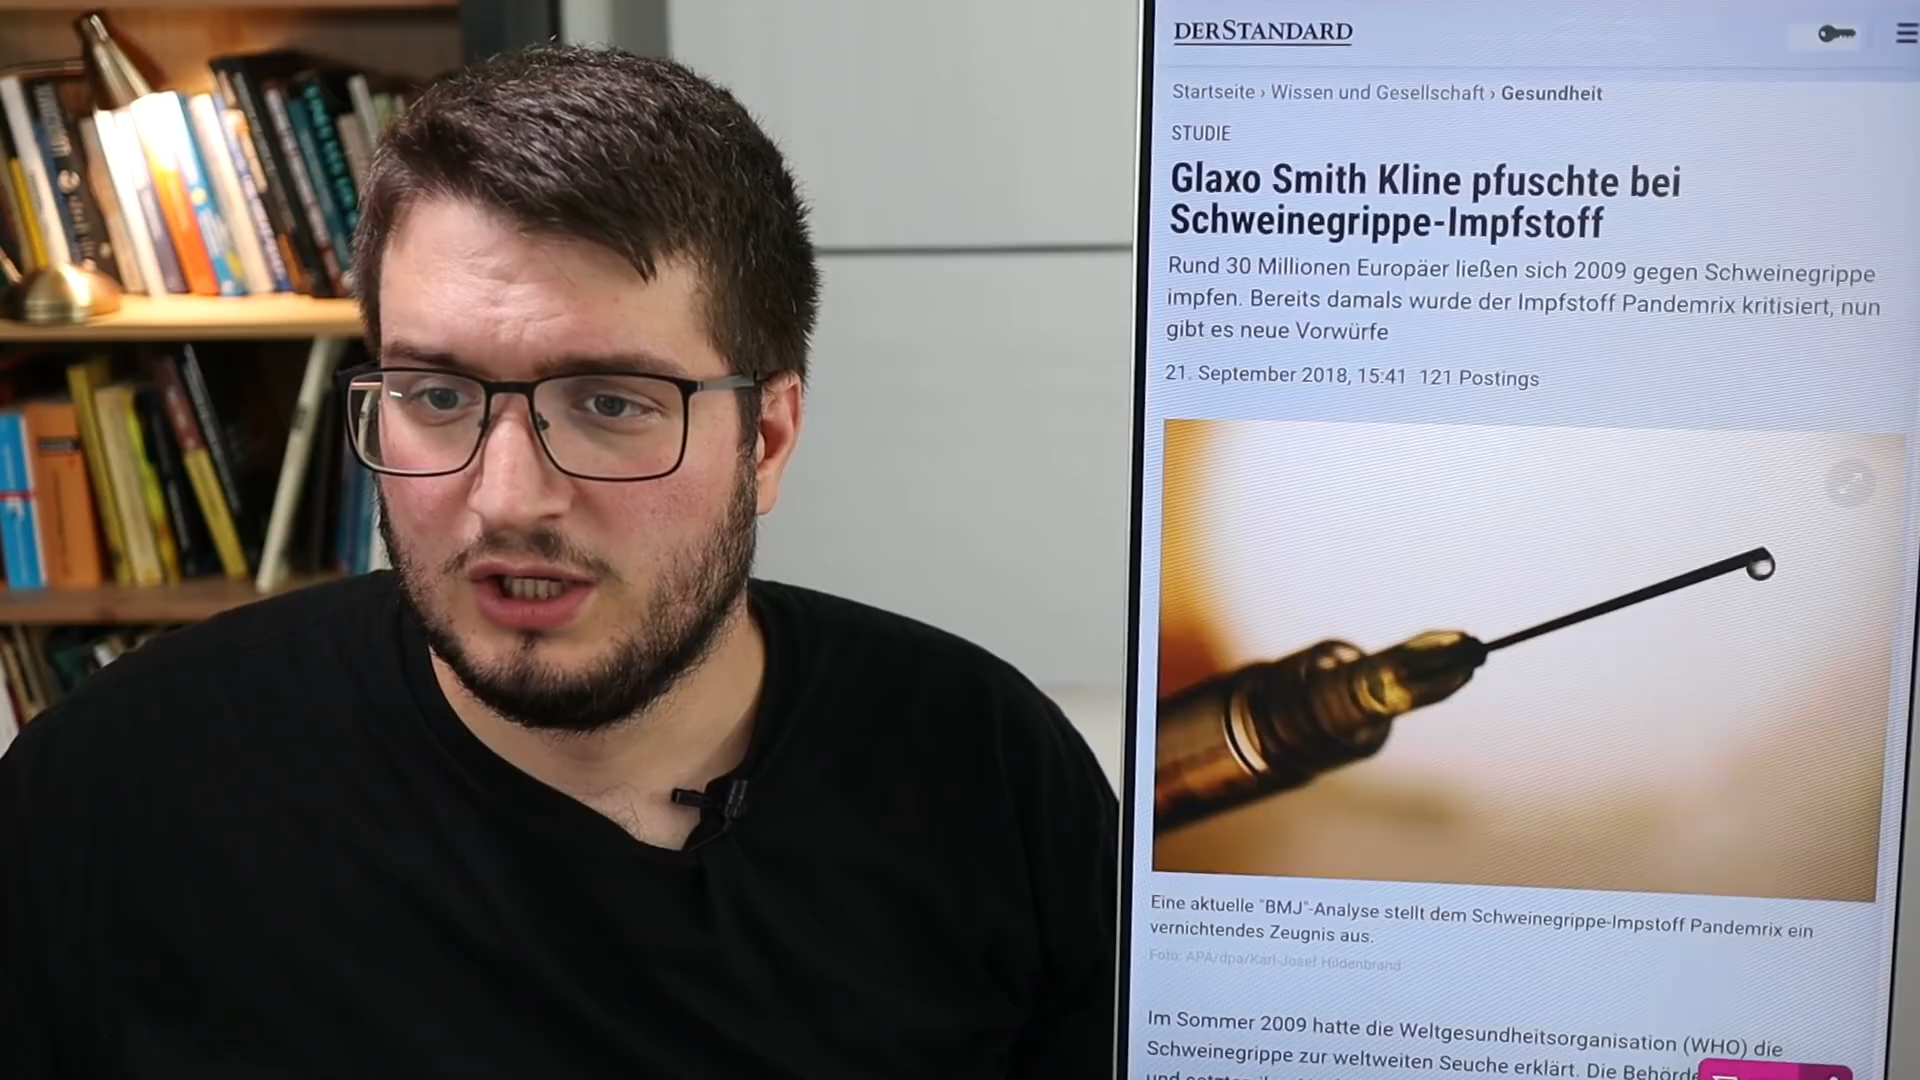 DERSTANDARD
Startseite › Wissen und Gesellschaft › Gesundheit
STUDIE
Glaxo Smith Kline pfuschte bei
Schweinegrippe-Impfstoff
Rund 30 Millionen Europäer ließen sich 2009 gegen Schweinegrippe
impfen. Bereits damals wurde der Impfstoff Pandemrix kritisiert, nun
gibt es neue Vorwürfe
21. September 2018, 15:41 121 Postings
Eine aktuelle "BMJ"-Analyse stellt dem Schweinegrippe-Impstoff Pandemrix ein
vernichtendes Zeugnis aus.
Foto: APA/dpa/Karl-Josef Hildenbrand
Im Sommer 2009 hatte die Weltgesundheitsorganisation (WHO) die
Schweinegrippe zur weltweiten Seuche erklärt. Die Behörde